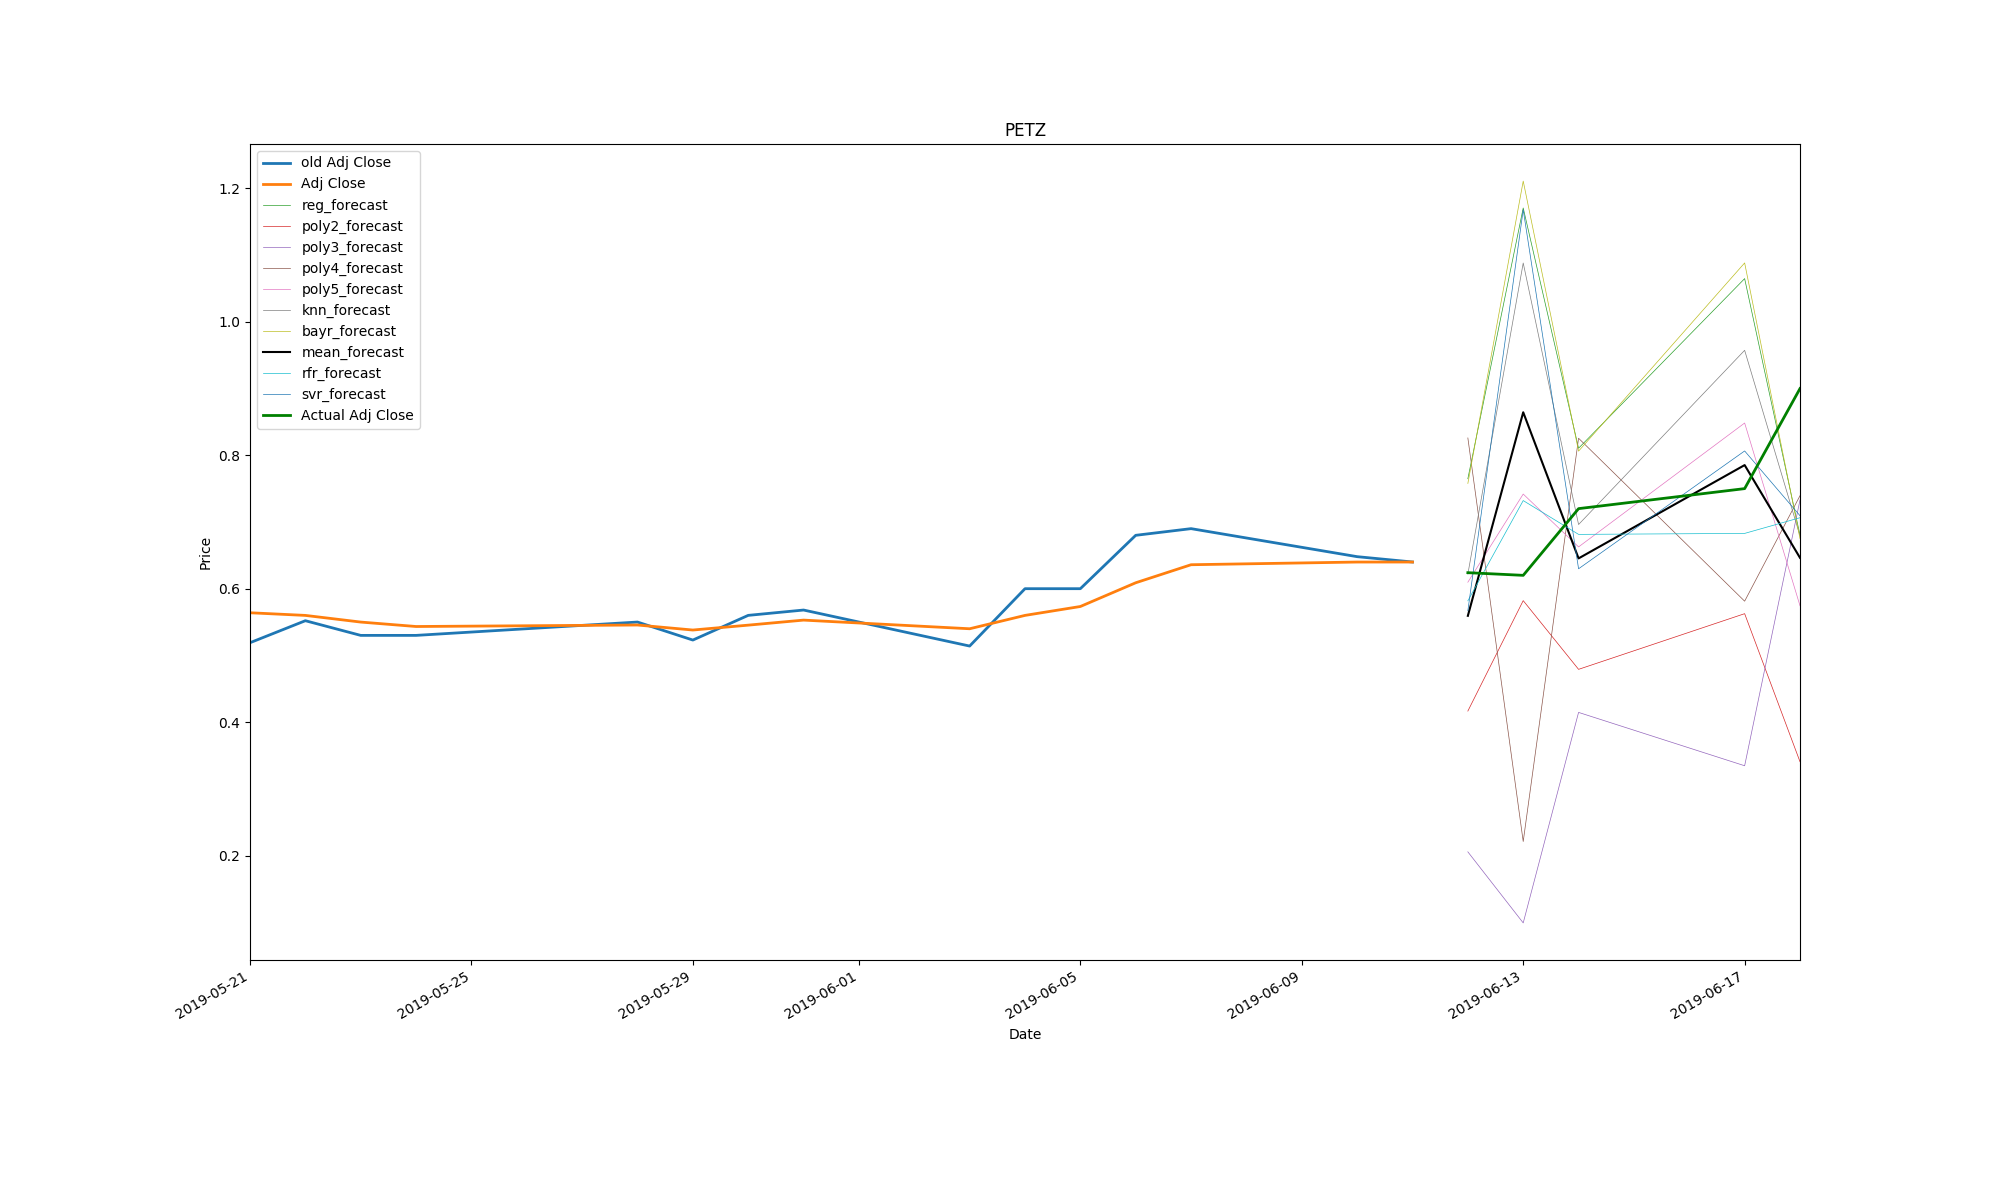 PETZ
old Adj Close
Adj Close
reg_forecast
poly2_forecast
poly3_forecast
poly4_forecast
poly5_forecast
knn_forecast
bayr_forecast
mean_forecast
rfr_forecast
svr_forecast
Actual Adj Close
1.2
1.0
0.8
0.6
0.4
0.2
Price
2019-05-21
2019-05-25
2019-05-29
2019-06-01
2019-06-05
2019-06-09
2019-06-13
2019-06-17
Date